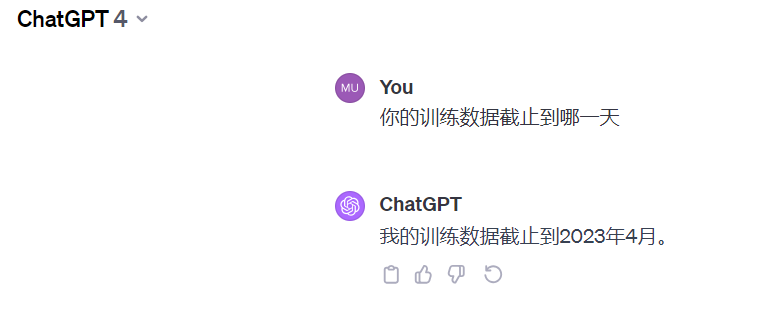 ChatGPT 4
MU
You
你的训练数据截止到哪一天
ChatGPT
我的训练数据截止到2023年4月。